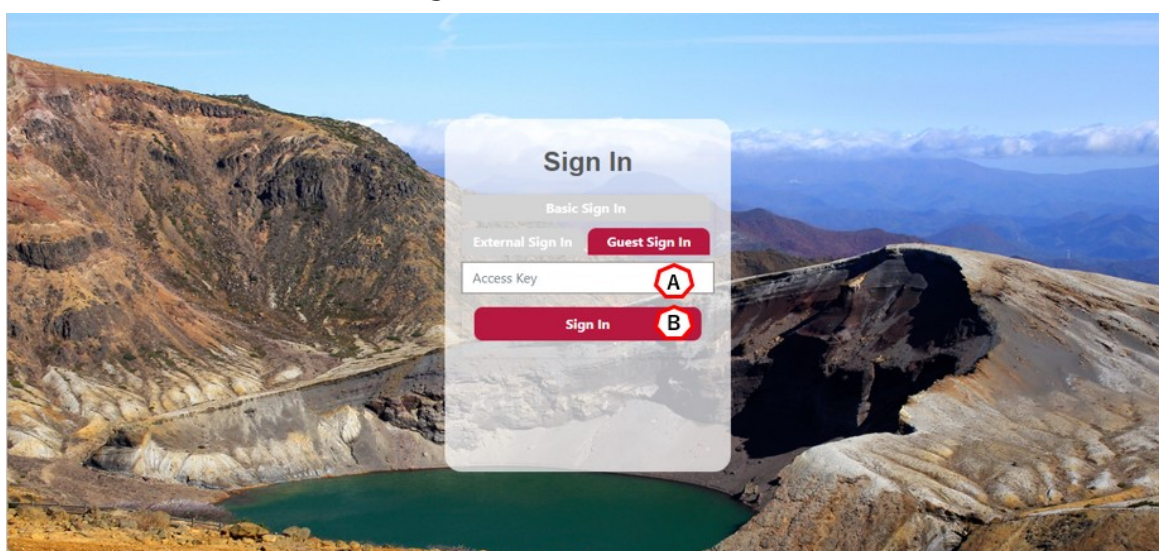 Sign In
Basic Sign In
External Sign In Guest Sign In
Access Key A
Sign In B